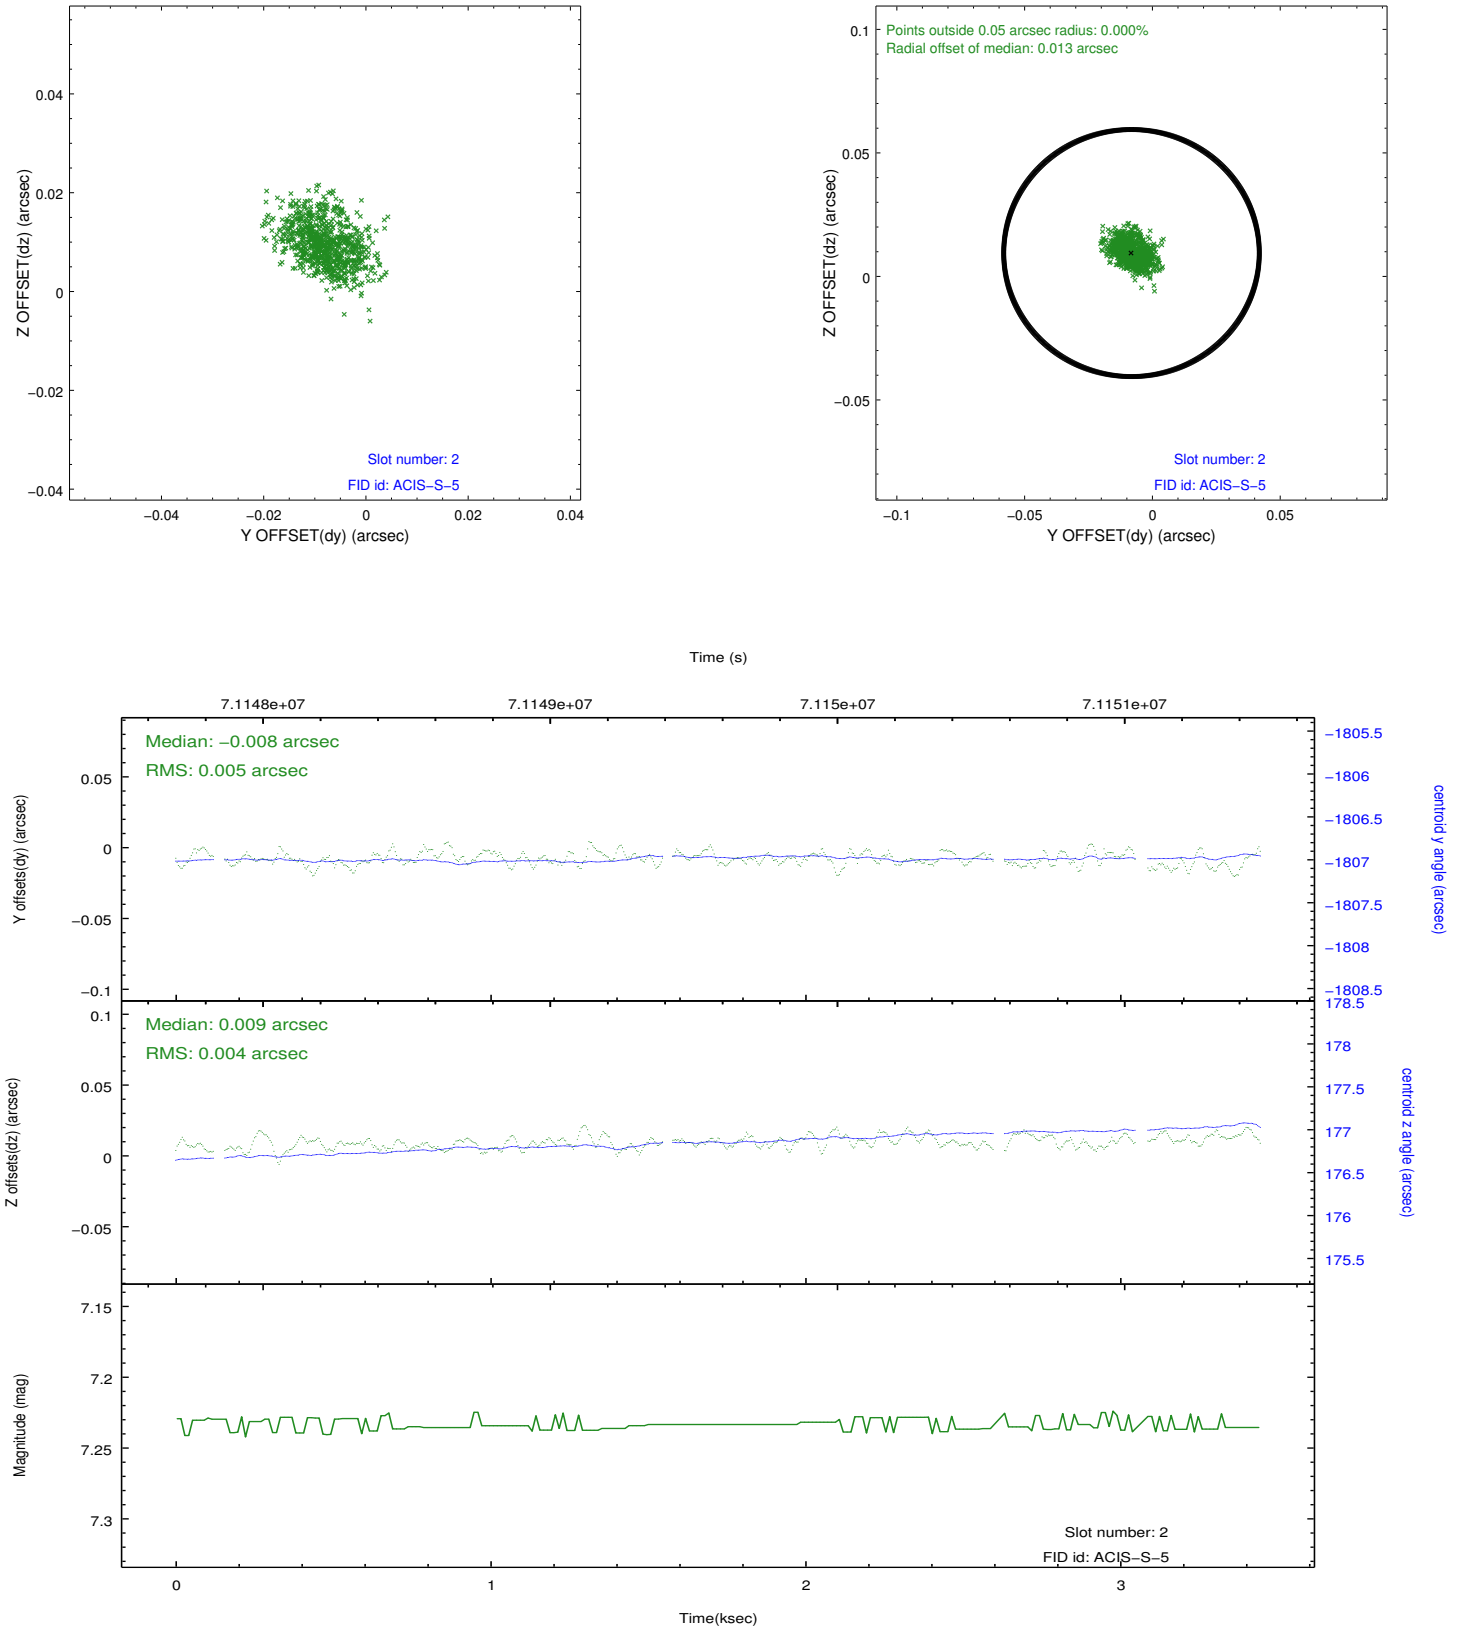 0.04
0.02
0
−0.02
−0.04
Z OFFSET(dz) (arcsec)
Slot number: 2
FID id: ACIS−S−5
−0.04
−0.02
0
0.02
0.04
Y OFFSET(dy) (arcsec)
Points outside 0.05 arcsec radius: 0.000%
Radial offset of median: 0.013 arcsec
0.1
0.05
0
−0.05
Z OFFSET(dz) (arcsec)
Slot number: 2
FID id: ACIS−S−5
−0.1
−0.05
0
0.05
Y OFFSET(dy) (arcsec)
Time (s)
7.1148e+07
7.1149e+07
7.115e+07
7.1151e+07
Median: −0.008 arcsec
RMS: 0.005 arcsec
0.05
0
−0.05
−0.1
Y offsets(dy) (arcsec)
−1805.5
−1806
−1806.5
−1807
−1807.5
−1808
−1808.5
centroid y angle (arcsec)
Median: 0.009 arcsec
RMS: 0.004 arcsec
0.1
0.05
0
−0.05
Z offsets(dz) (arcsec)
178.5
178
177.5
177
176.5
176
175.5
centroid z angle (arcsec)
7.15
7.2
7.25
7.3
Magnitude (mag)
Slot number: 2
FID id: ACIS−S−5
0
1
2
3
Time(ksec)